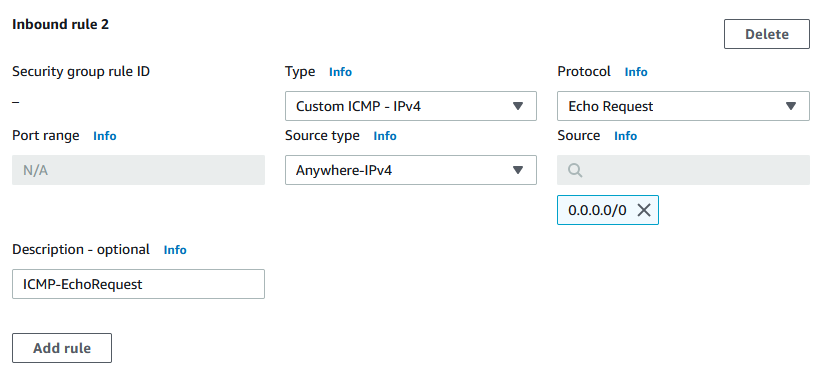 Inbound rule 2
Delete
Security group rule ID
Type Info
Protocol Info
–
Custom ICMP - IPv4
Echo Request
Port range Info
Source type Info
Source Info
N/A
Anywhere-IPv4
0.0.0.0/0
Description - optional Info
ICMP-EchoRequest
Add rule